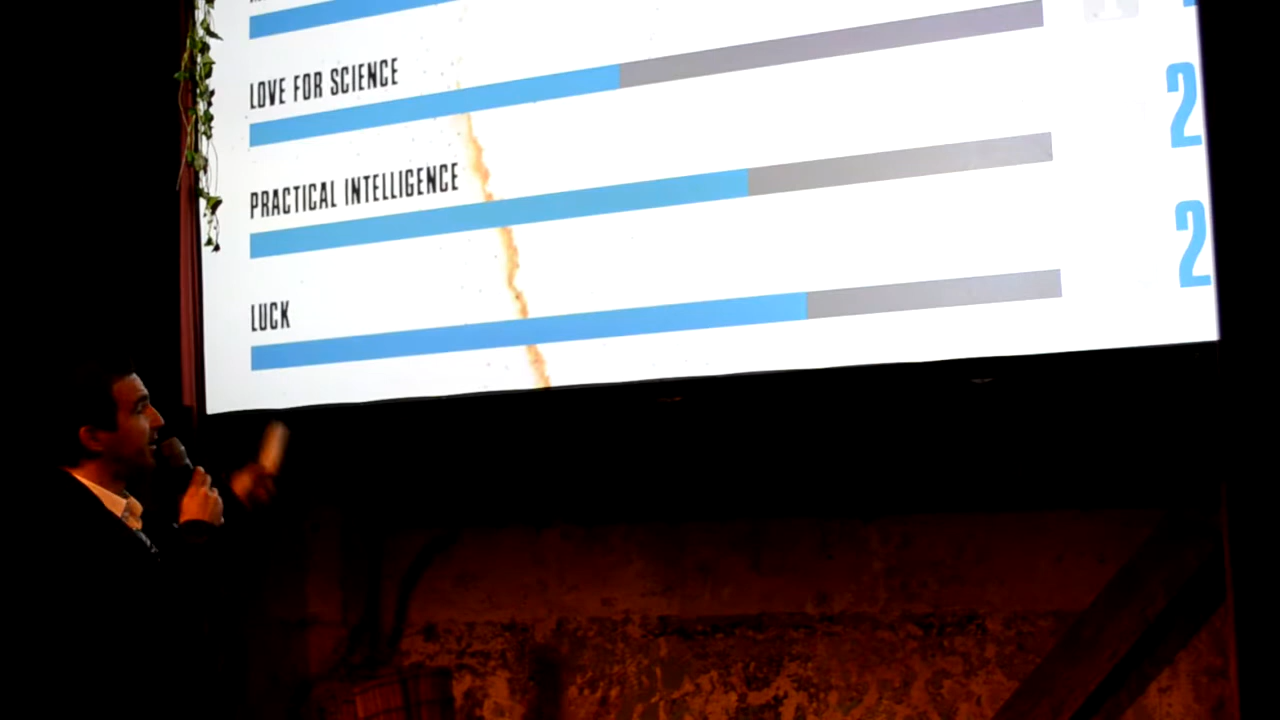 LOVE FOR SCIENCE
2
PRACTICAL INTELLIGENCE
2
LUCK